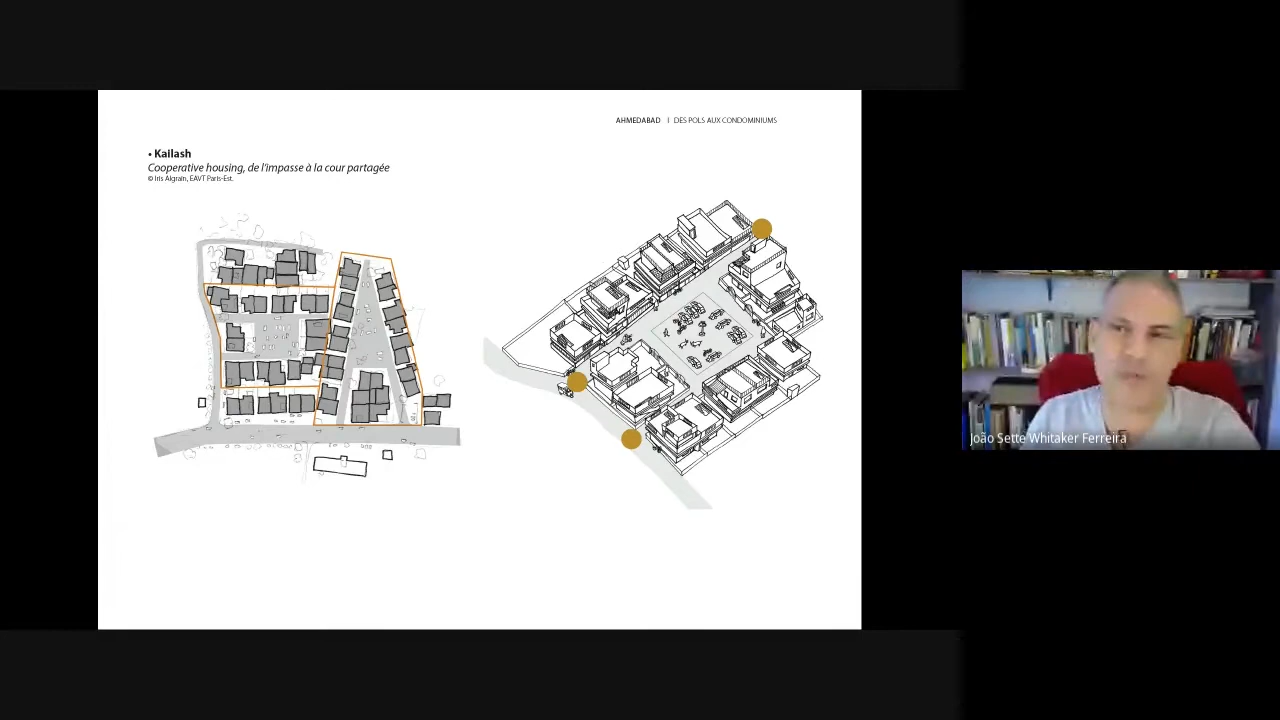 AHMEDABAD | DES POLS AUX CONDOMINIUMS
• Kailash
Cooperative housing, de l'impasse à la cour partagée
© Iris Algrain, EAVT Paris-Est.
João Sette Whitaker Ferreira